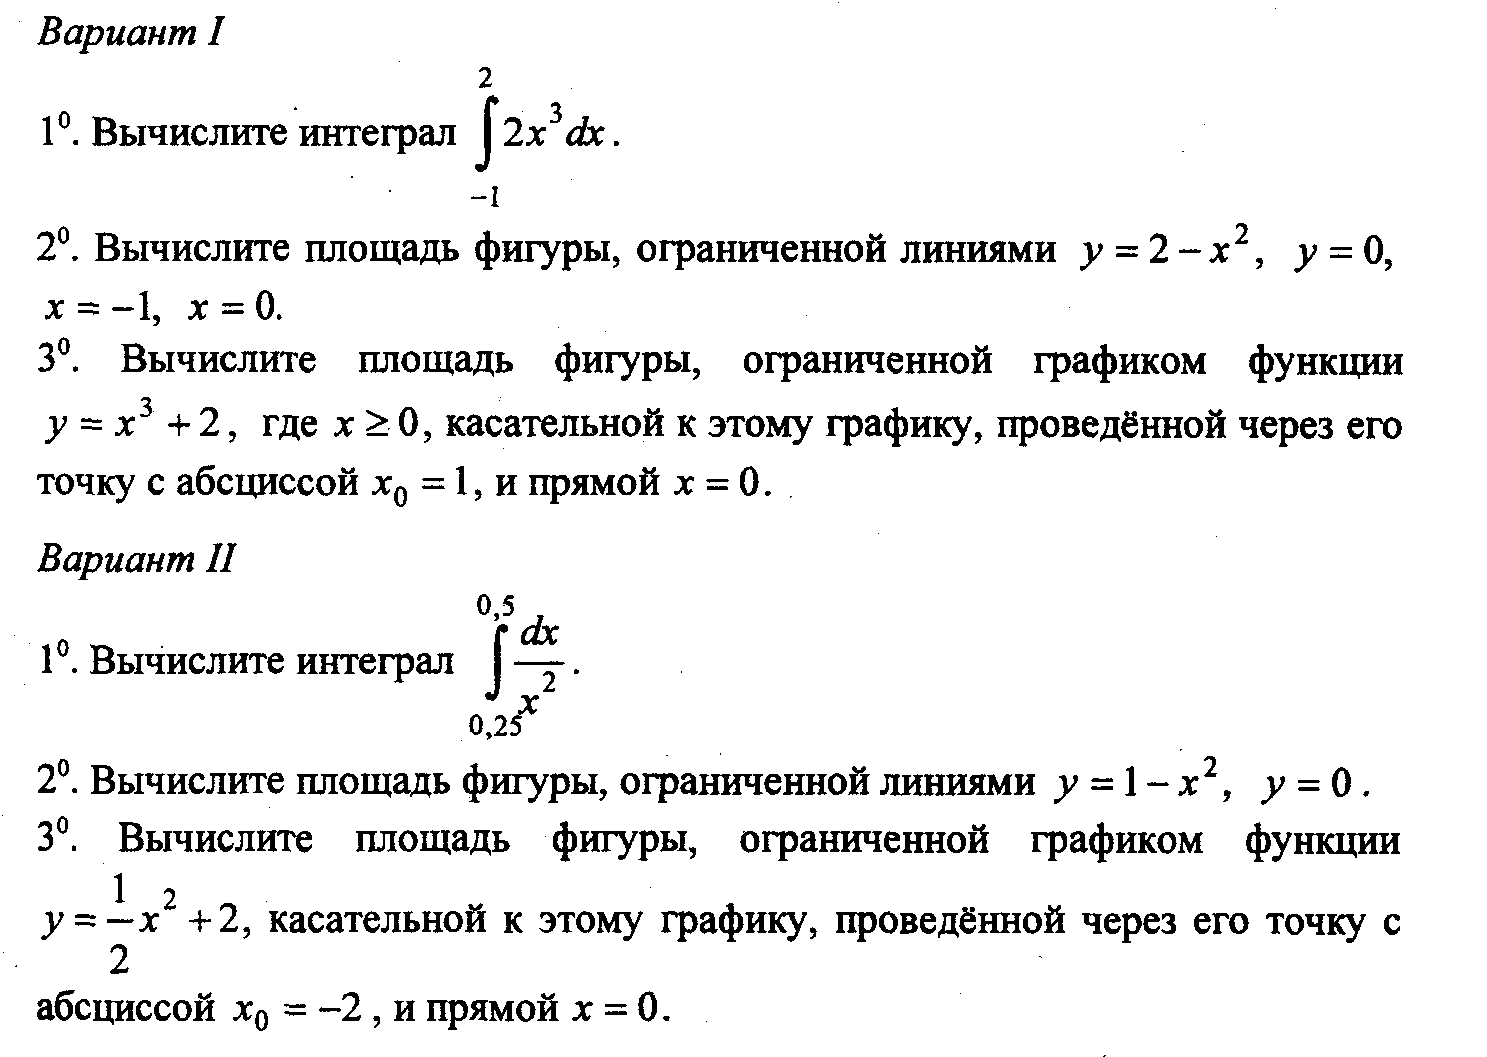 Вариант I
1⁰. Вычислите интеграл ∫₋₁² 2x³dx.
2⁰. Вычислите площадь фигуры, ограниченной линиями y = 2 − x², y = 0,
x = −1, x = 0.
3⁰. Вычислите площадь фигуры, ограниченной графиком функции
y = x³ + 2, где x ≥ 0, касательной к этому графику, проведённой через его
точку с абсциссой x₀ = 1, и прямой x = 0.
Вариант II
1⁰. Вычислите интеграл ∫_{0,25}^{0,5} dx/x².
2⁰. Вычислите площадь фигуры, ограниченной линиями y = 1 − x², y = 0.
3⁰. Вычислите площадь фигуры, ограниченной графиком функции
y = 1/2 x² + 2, касательной к этому графику, проведённой через его точку с
абсциссой x₀ = −2, и прямой x = 0.